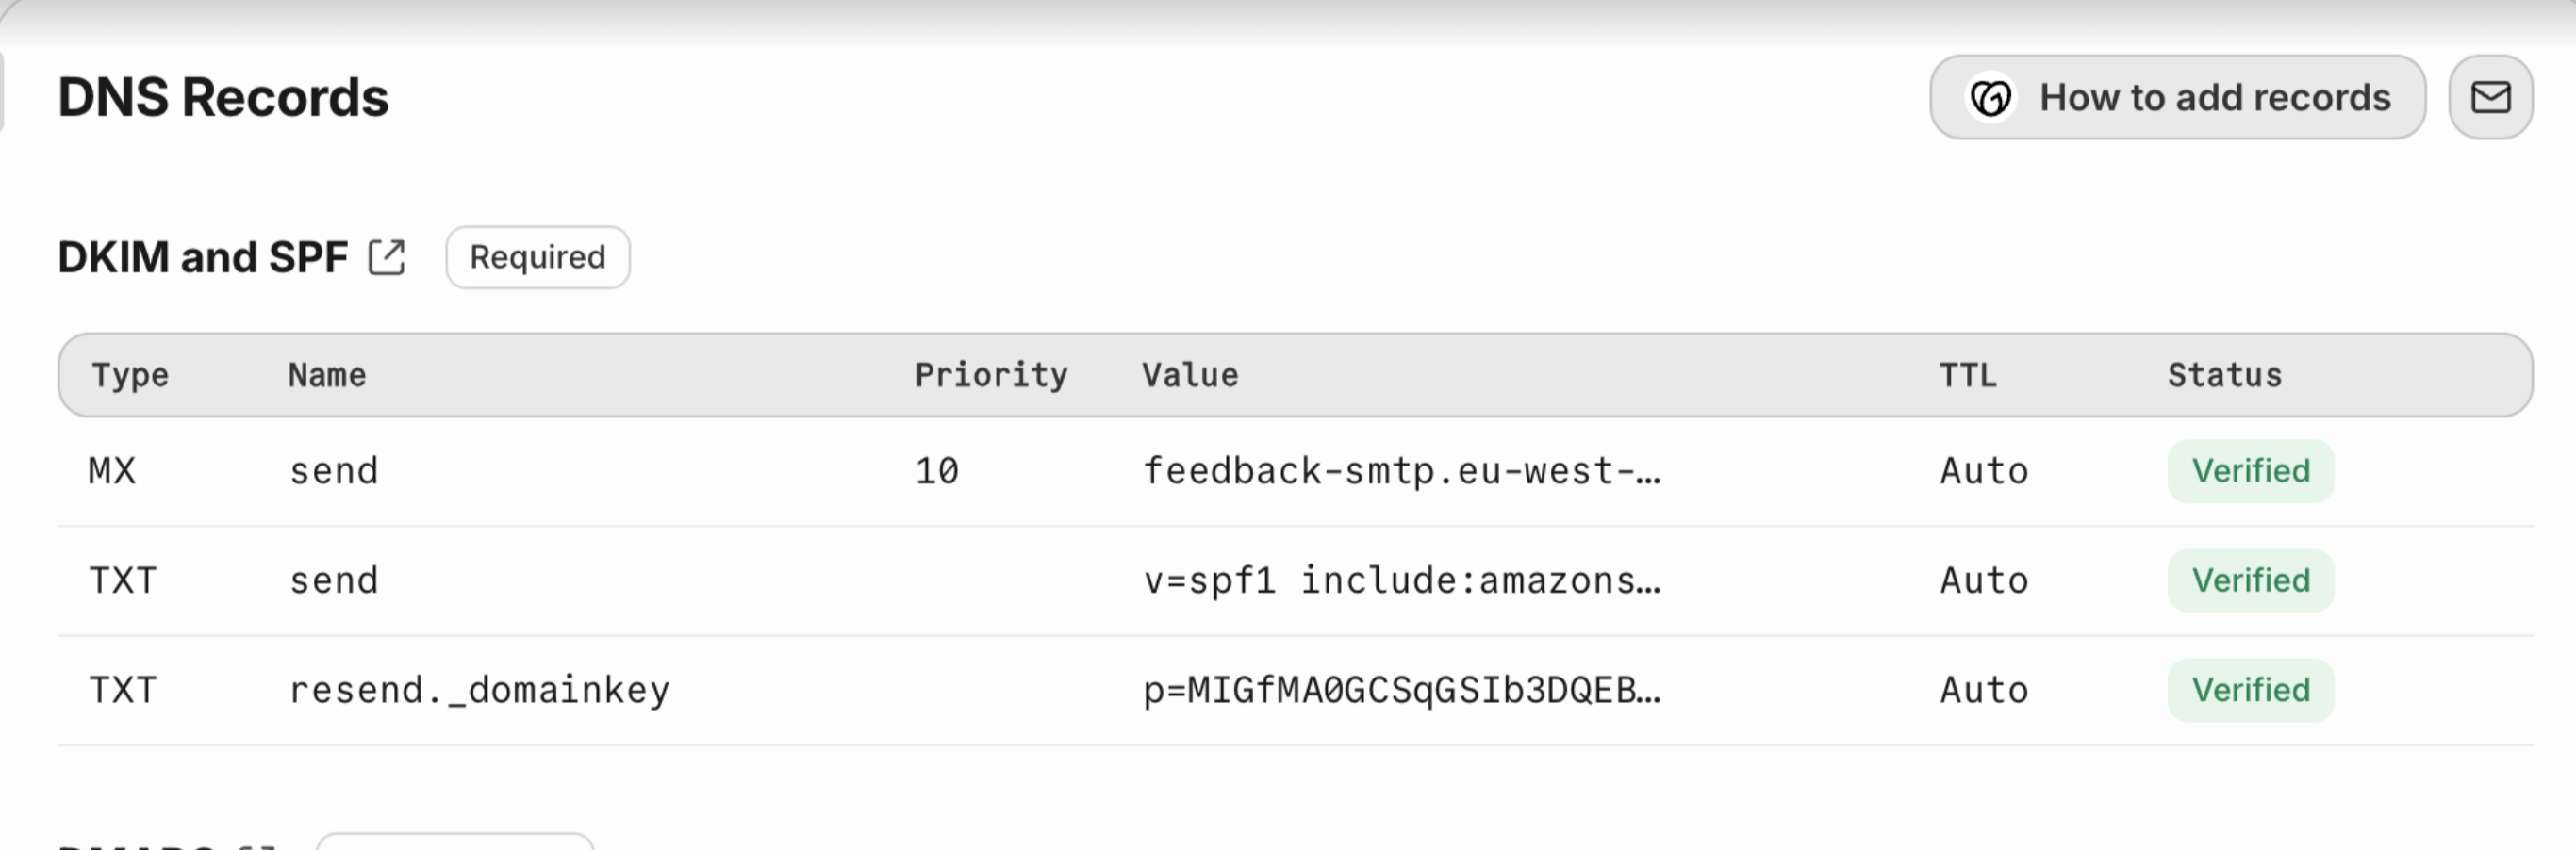 DNS Records
How to add records
DKIM and SPF Required
Type Name Priority Value TTL Status
MX send 10 feedback-smtp.eu-west-… Auto Verified
TXT send v=spf1 include:amazons… Auto Verified
TXT resend._domainkey p=MIGfMA0GCSqGSIb3DQEB… Auto Verified